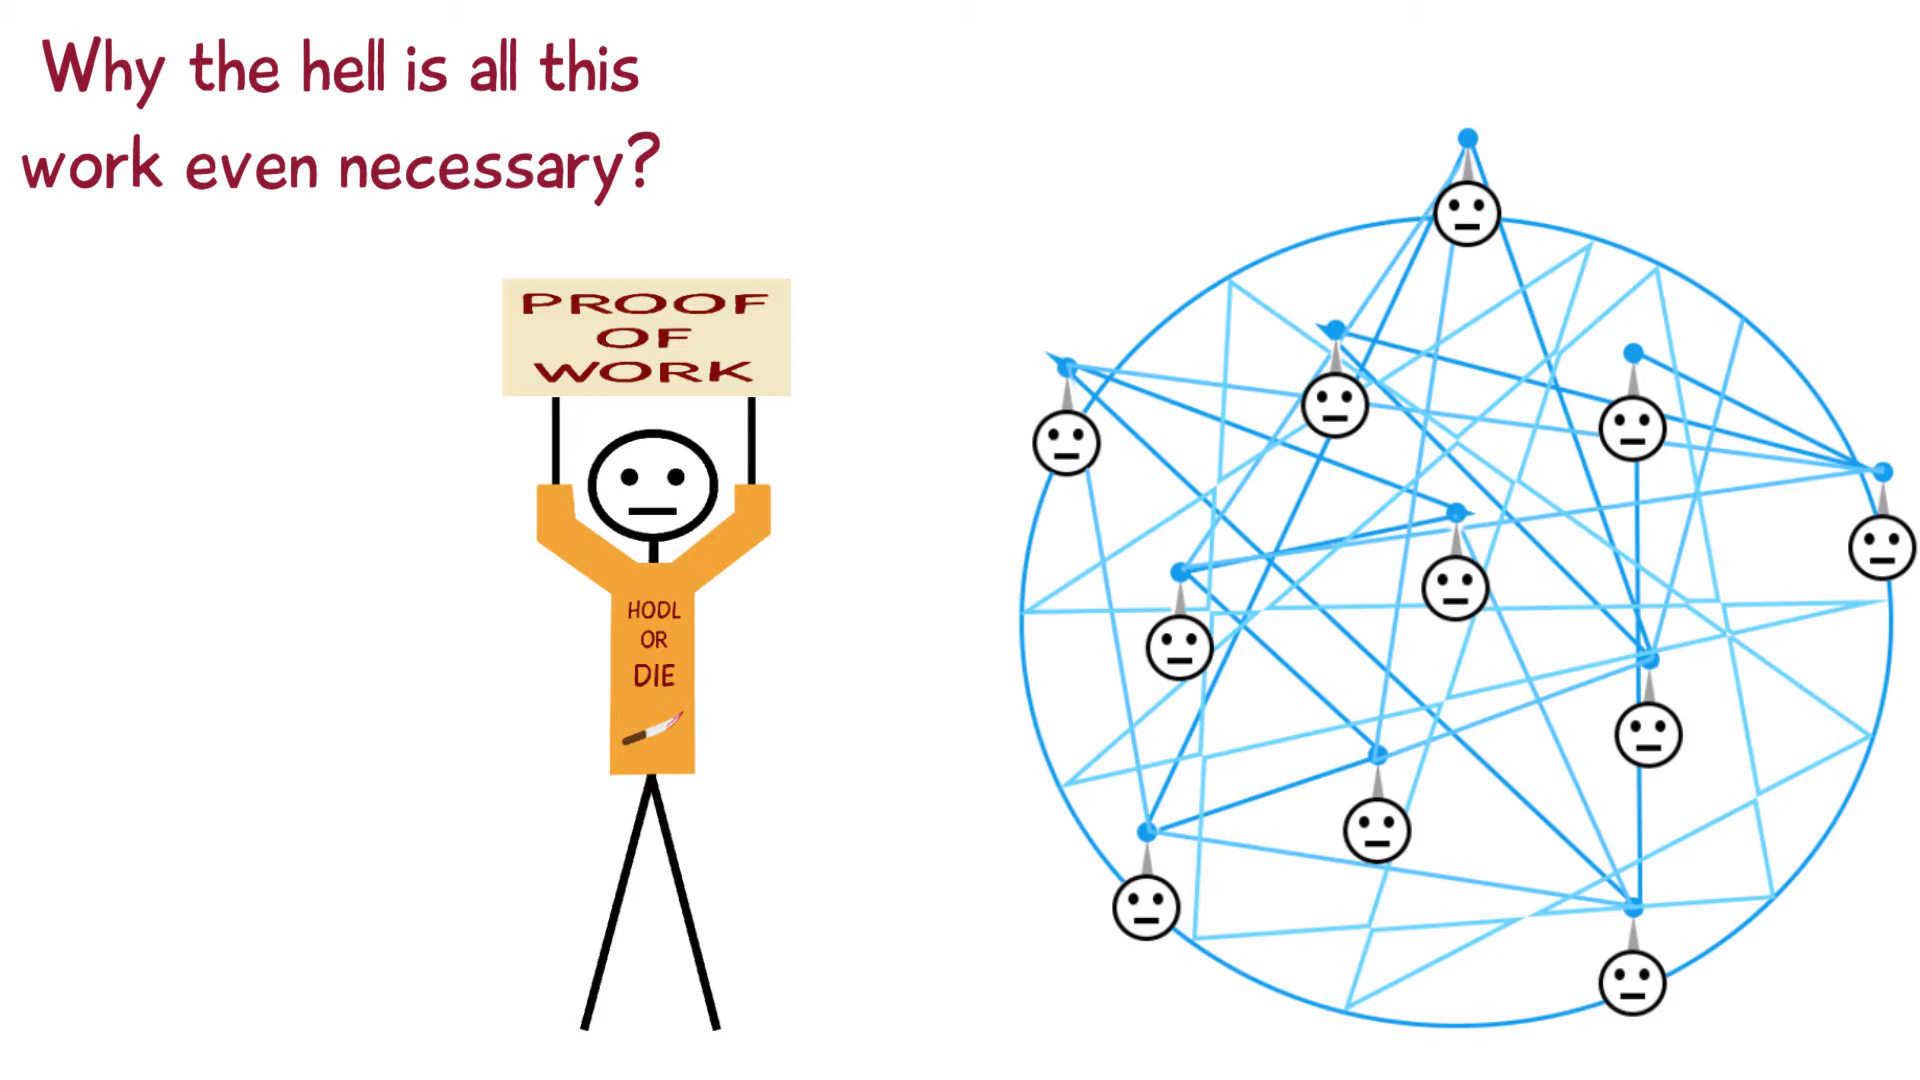 Why the hell is all this
work even necessary?
PROOF
OF
WORK
HODL
OR
DIE